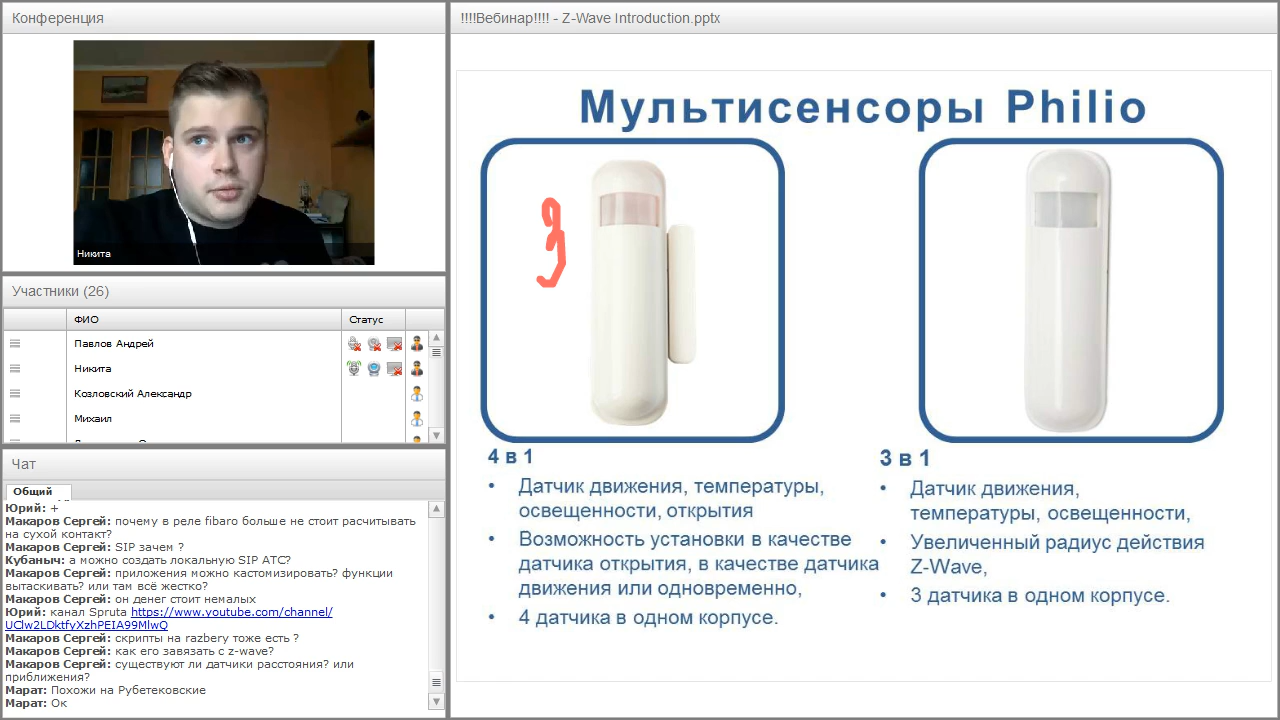 Конференция
Никита
Участники (26)
ФИО
Статус
Павлов Андрей
Никита
Козловский Александр
Михаил
Чат
Общий
Юрий: +
Макаров Сергей: почему в реле fibaro больше не стоит расчитывать
на сухой контакт?
Макаров Сергей: SIP зачем ?
Кубаныч: а можно создать локальную SIP АТС?
Макаров Сергей: приложения можно кастомизировать? функции
вытаскивать? или там всё жестко?
Макаров Сергей: он денег стоит немалых
Юрий: канал Spruta https://www.youtube.com/channel/
UClw2LDktfyXzhPEIA99MlwQ
Макаров Сергей: скрипты на razbery тоже есть ?
Макаров Сергей: как его завязать с z-wave?
Макаров Сергей: существуют ли датчики расстояния? или
приближения?
Марат: Похожи на Рубетековские
Марат: Ок
!!!!Вебинар!!!! - Z-Wave Introduction.pptx
Мультисенсоры Philio
4 в 1
• Датчик движения, температуры,
освещенности, открытия
• Возможность установки в качестве
датчика открытия, в качестве датчика
движения или одновременно,
• 4 датчика в одном корпусе.
3 в 1
• Датчик движения,
температуры, освещенности,
• Увеличенный радиус действия
Z-Wave,
• 3 датчика в одном корпусе.